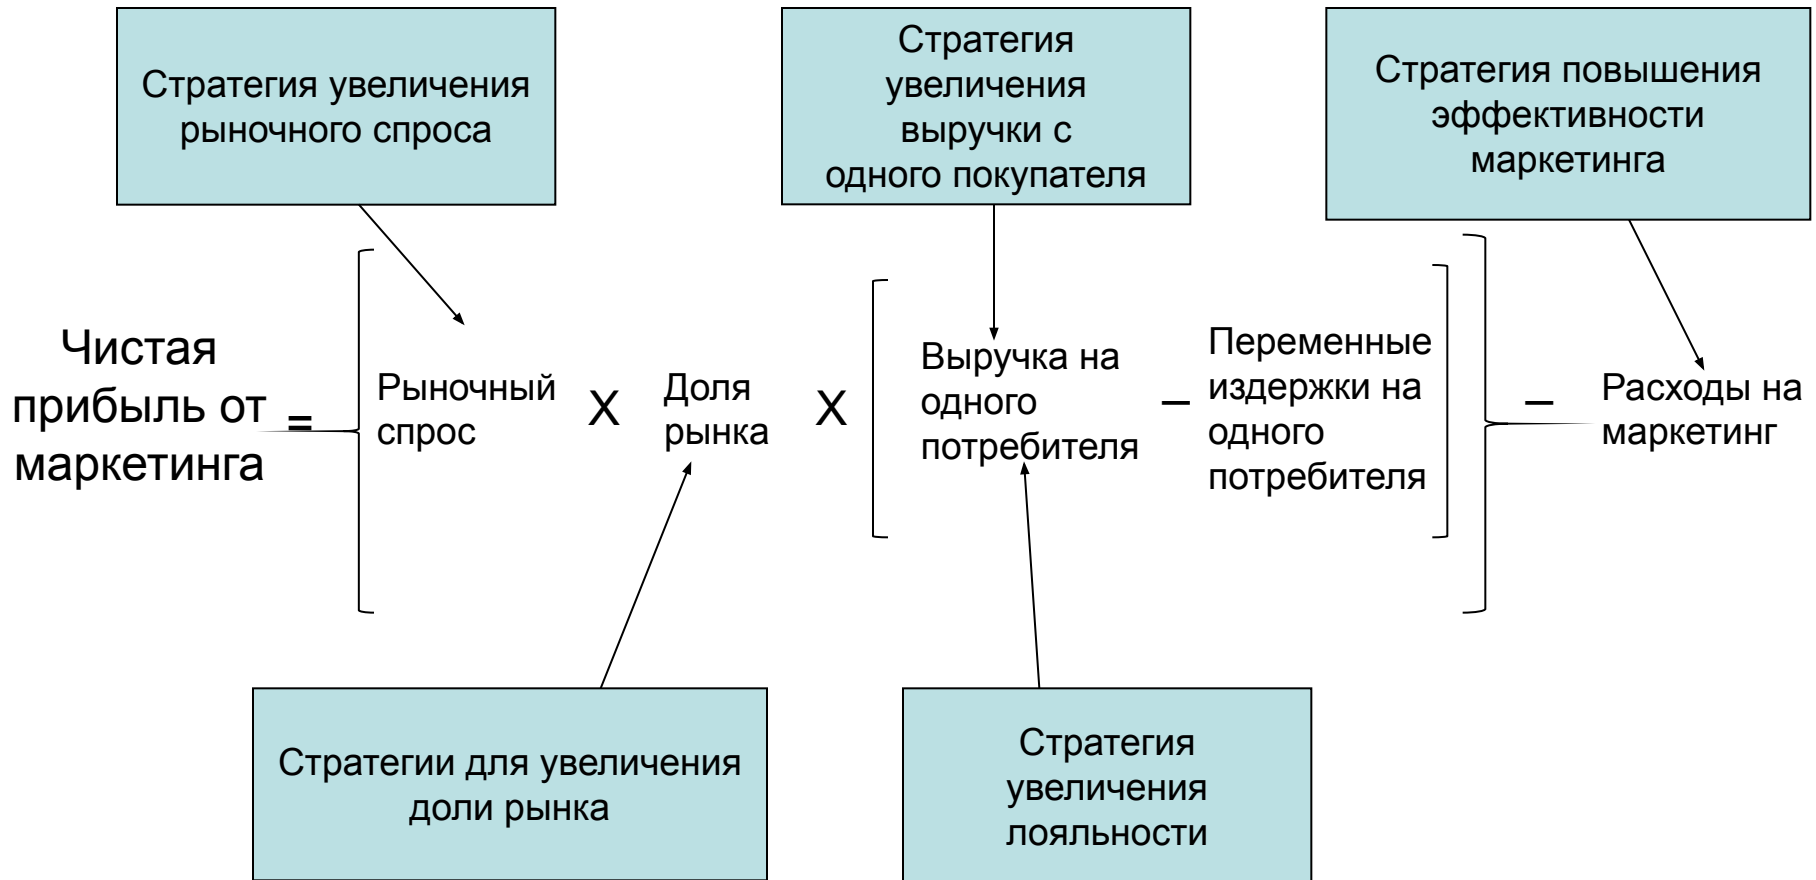 Стратегия увеличения
рыночного спроса
Стратегия
увеличения
выручки с
одного покупателя
Стратегия повышения
эффективности
маркетинга
Чистая
прибыль от
маркетинга
=
Рыночный
спрос
X
Доля
рынка
X
Выручка на
одного
потребителя
–
Переменные
издержки на
одного
потребителя
–
Расходы на
маркетинг
Стратегии для увеличения
доли рынка
Стратегия
увеличения
лояльности